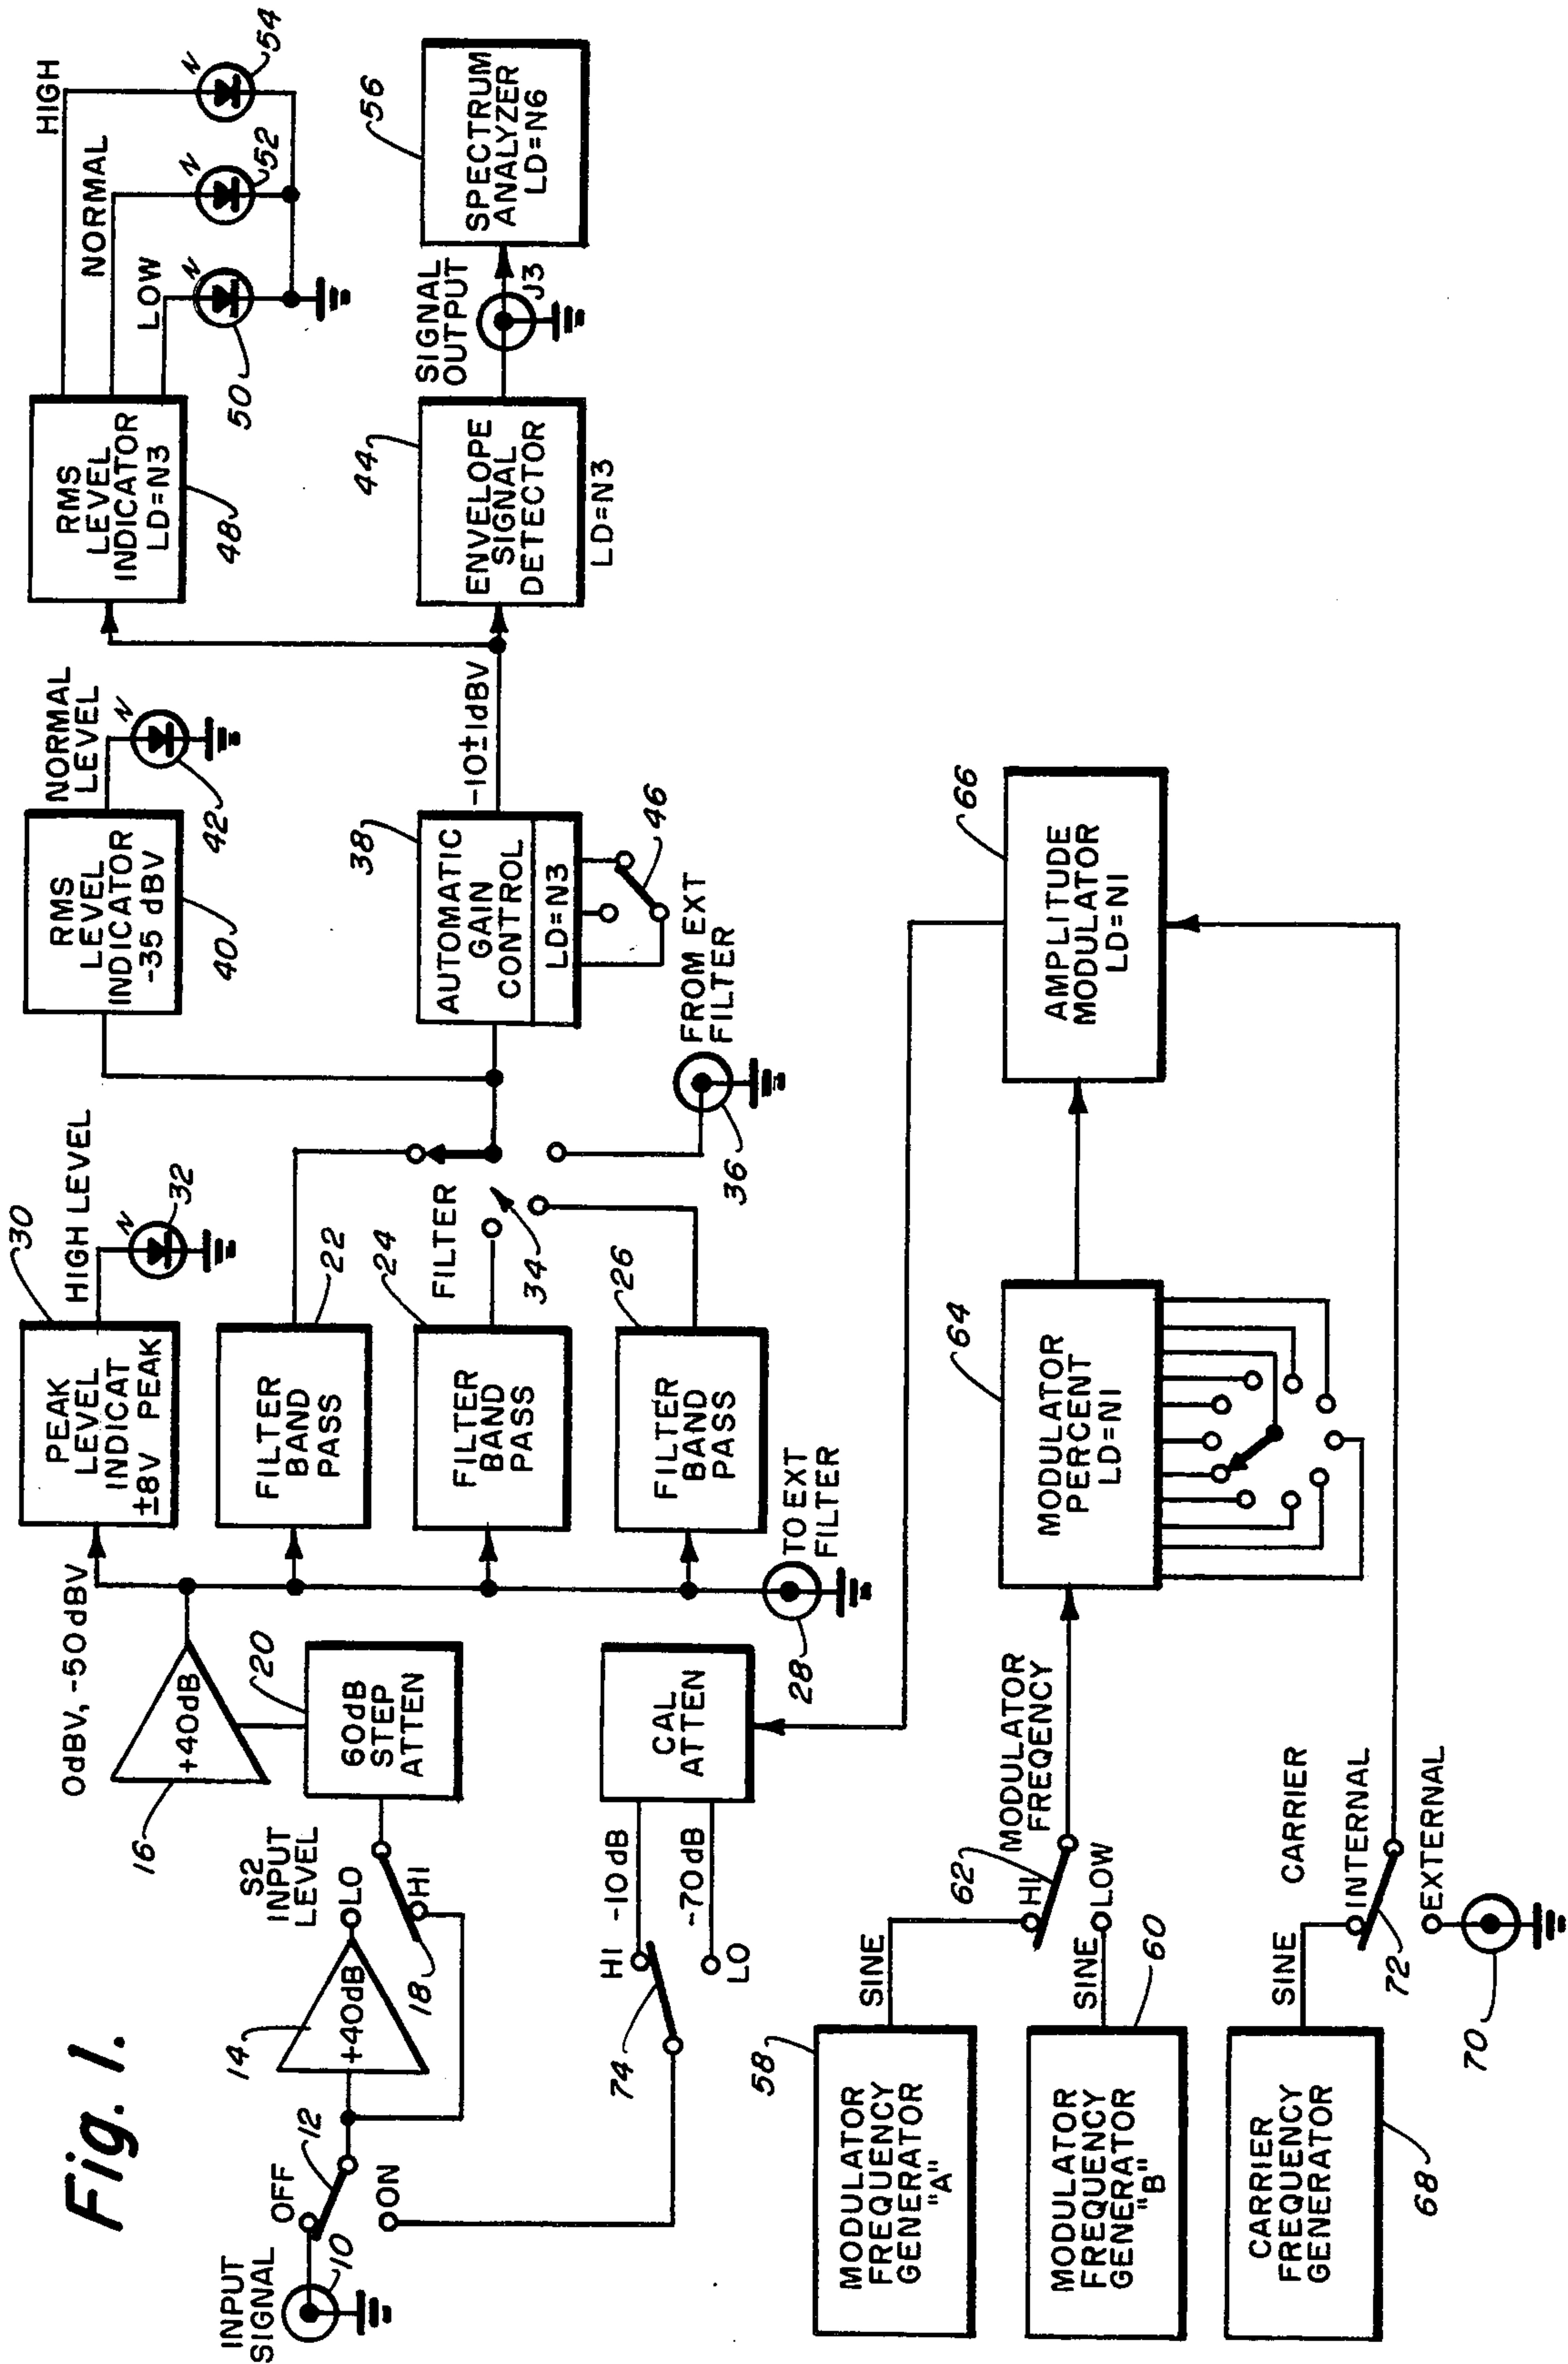 Fig. 1.
INPUT
SIGNAL
10
OFF
12
ON
14
+40dB
S2
INPUT
LEVEL
LO
HI
18
16
+40dB
0dBV, -50dBV
20
60dB
STEP
ATTEN
30
PEAK
LEVEL
INDICAT
±8V PEAK
HIGH LEVEL
32
FILTER
BAND
PASS
22
FILTER
BAND
PASS
24
FILTER
BAND
PASS
26
TO EXT
FILTER
28
FILTER
34
FROM EXT
FILTER
36
RMS
LEVEL
INDICATOR
-35 dBV
40
NORMAL
LEVEL
42
38
AUTOMATIC
GAIN
CONTROL
LD=N3
46
-10±1dBV
RMS
LEVEL
INDICATOR
LD=N3
48
HIGH
NORMAL
LOW
50
52
54
44
ENVELOPE
SIGNAL
DETECTOR
LD=N3
SIGNAL
OUTPUT
J3
56
SPECTRUM
ANALYZER
LD=N6
74
HI
-10dB
LO
-70dB
CAL
ATTEN
58
MODULATOR
FREQUENCY
GENERATOR
"A"
SINE
MODULATOR
FREQUENCY
GENERATOR
"B"
60
SINE
62
HI
LOW
MODULATOR
FREQENCY
64
MODULATOR
PERCENT
LD=N1
66
AMPLITUDE
MODULATOR
LD=N1
CARRIER
FREQUENCY
GENERATOR
68
SINE
CARRIER
INTERNAL
EXTERNAL
72
70